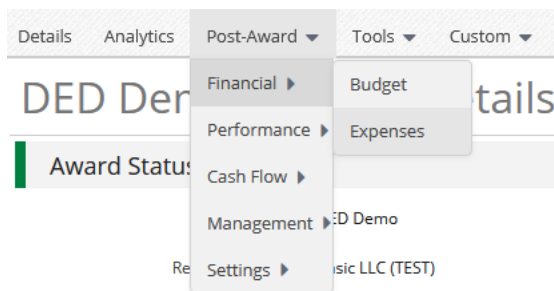 Details Analytics Post-Award Tools Custom
DED Der tails
Financial Budget
Performance Expenses
Award Status
Cash Flow
Management ED Demo
Re Settings sic LLC (TEST)